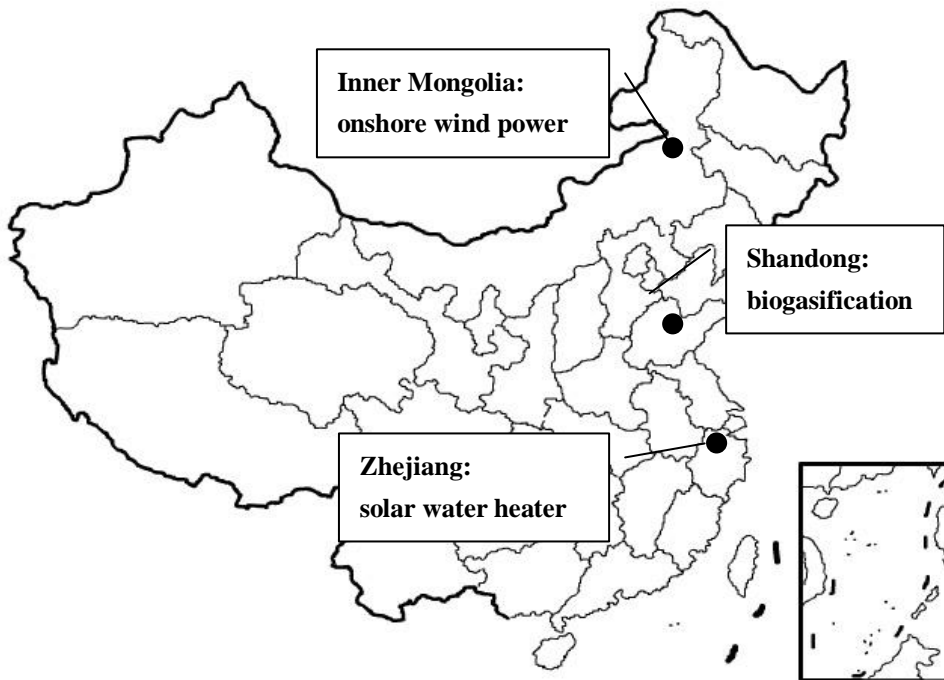 Inner Mongolia:
onshore wind power
Shandong:
biogasification
Zhejiang:
solar water heater